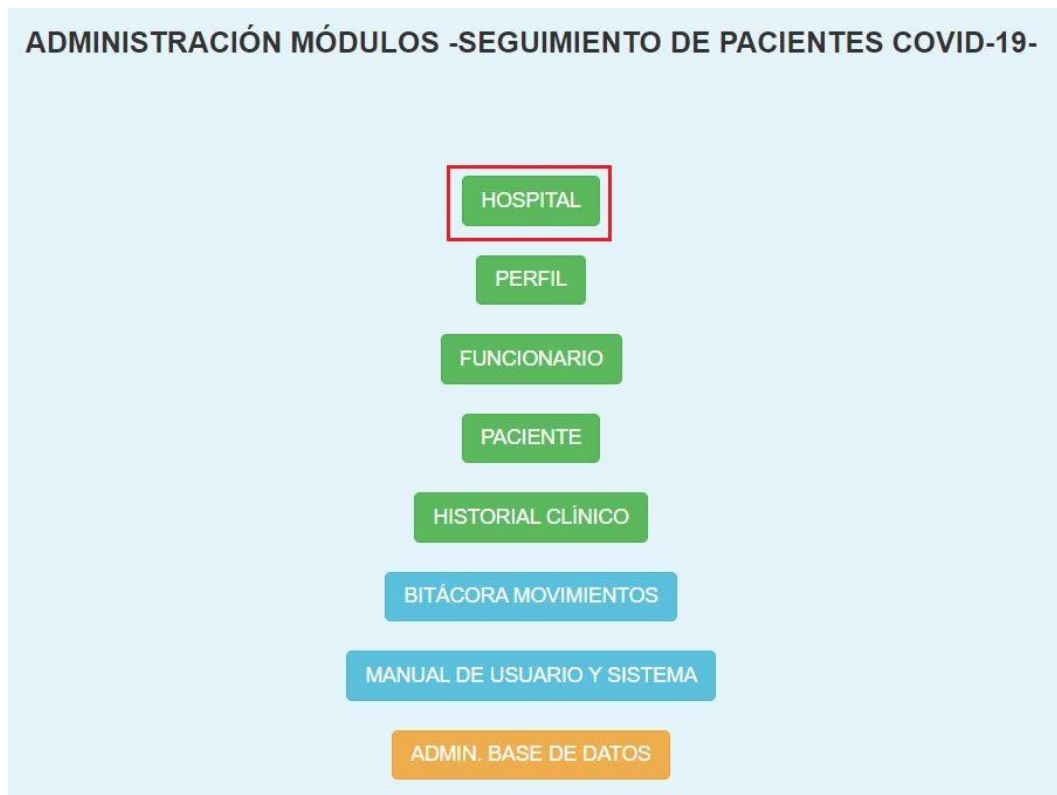 ADMINISTRACIÓN MÓDULOS -SEGUIMIENTO DE PACIENTES COVID-19-
HOSPITAL
PERFIL
FUNCIONARIO
PACIENTE
HISTORIAL CLÍNICO
BITÁCORA MOVIMIENTOS
MANUAL DE USUARIO Y SISTEMA
ADMIN. BASE DE DATOS